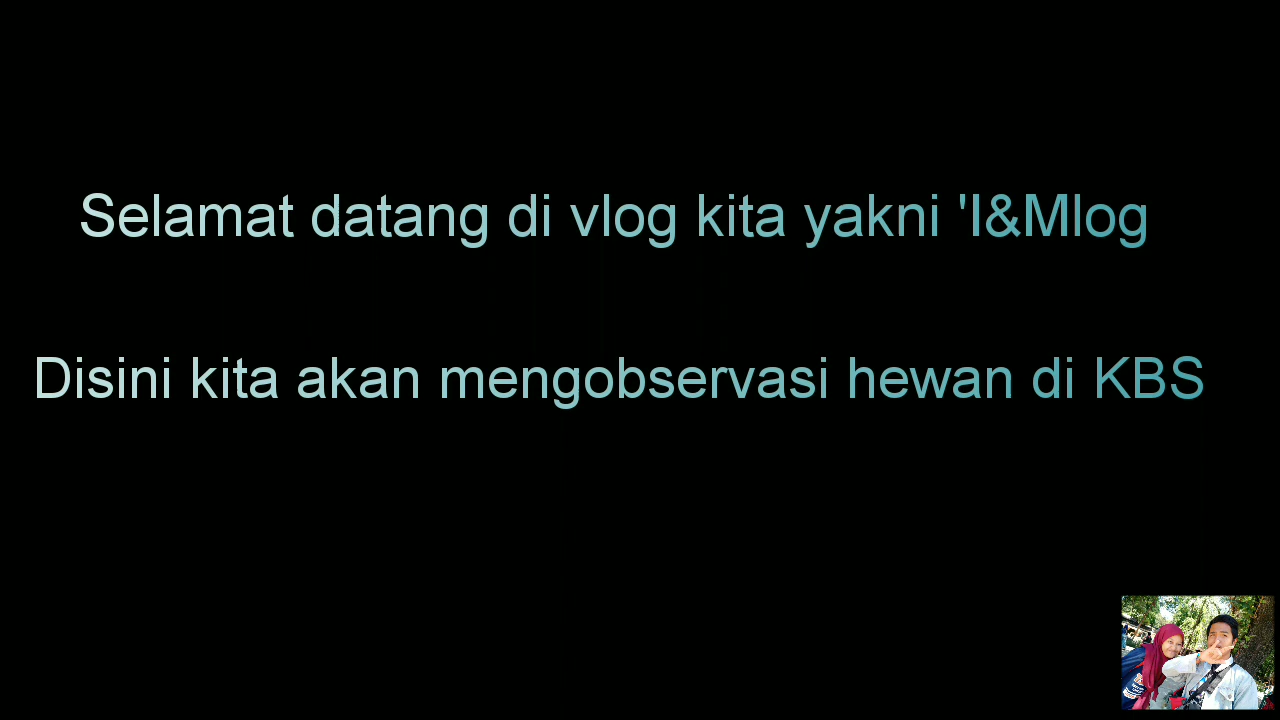 Selamat datang di vlog kita yakni 'I&Mlog
Disini kita akan mengobservasi hewan di KBS